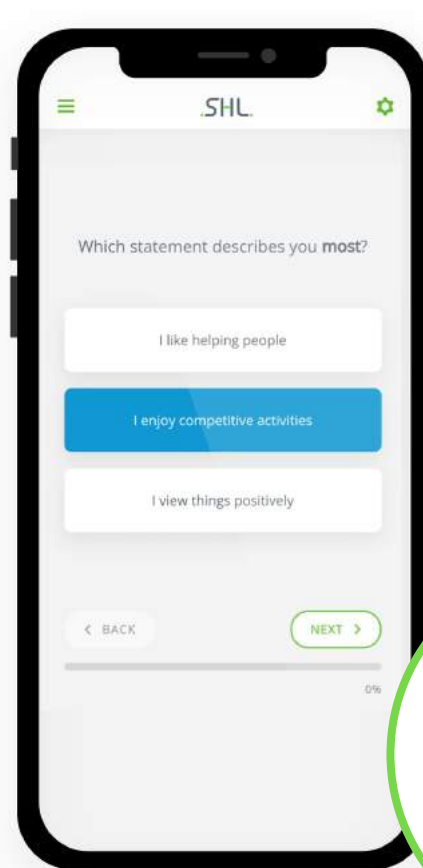 .SHL.
Which statement describes you most?
I like helping people
I enjoy competitive activities
I view things positively
< BACK
NEXT >
0%